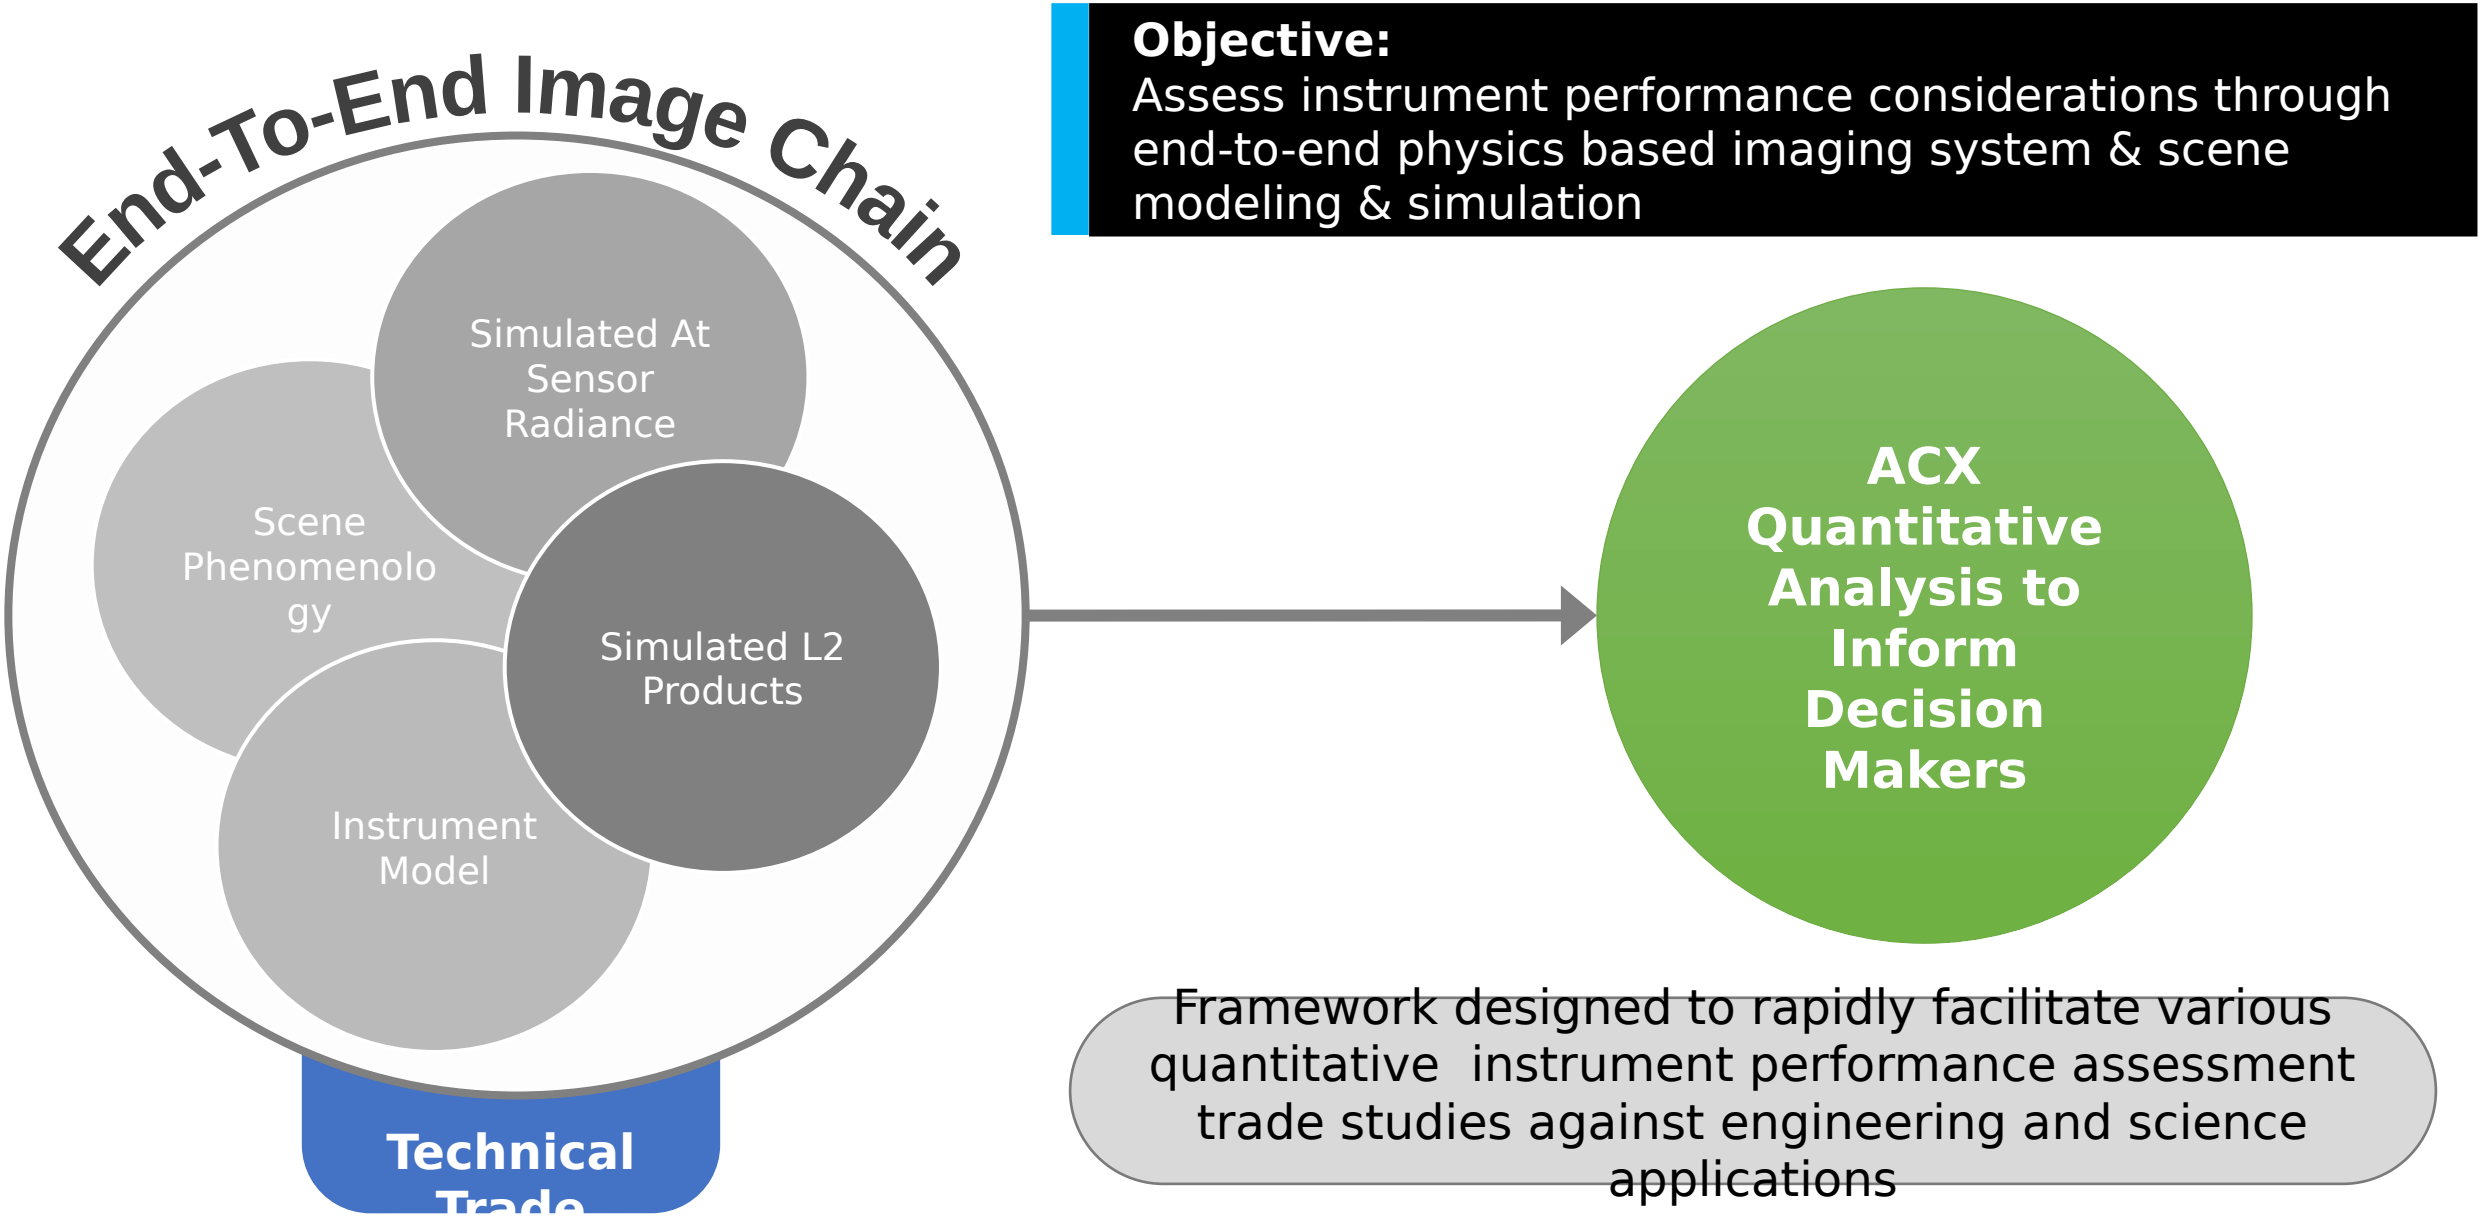 End-To-End Image Chain
Objective:
Assess instrument performance considerations through
end-to-end physics based imaging system & scene
modeling & simulation
Simulated At
Sensor
Radiance
Scene
Phenomenolo
gy
Simulated L2
Products
Instrument
Model
ACX
Quantitative
Analysis to
Inform
Decision
Makers
Technical
Trade
Framework designed to rapidly facilitate various
quantitative  instrument performance assessment
trade studies against engineering and science
applications